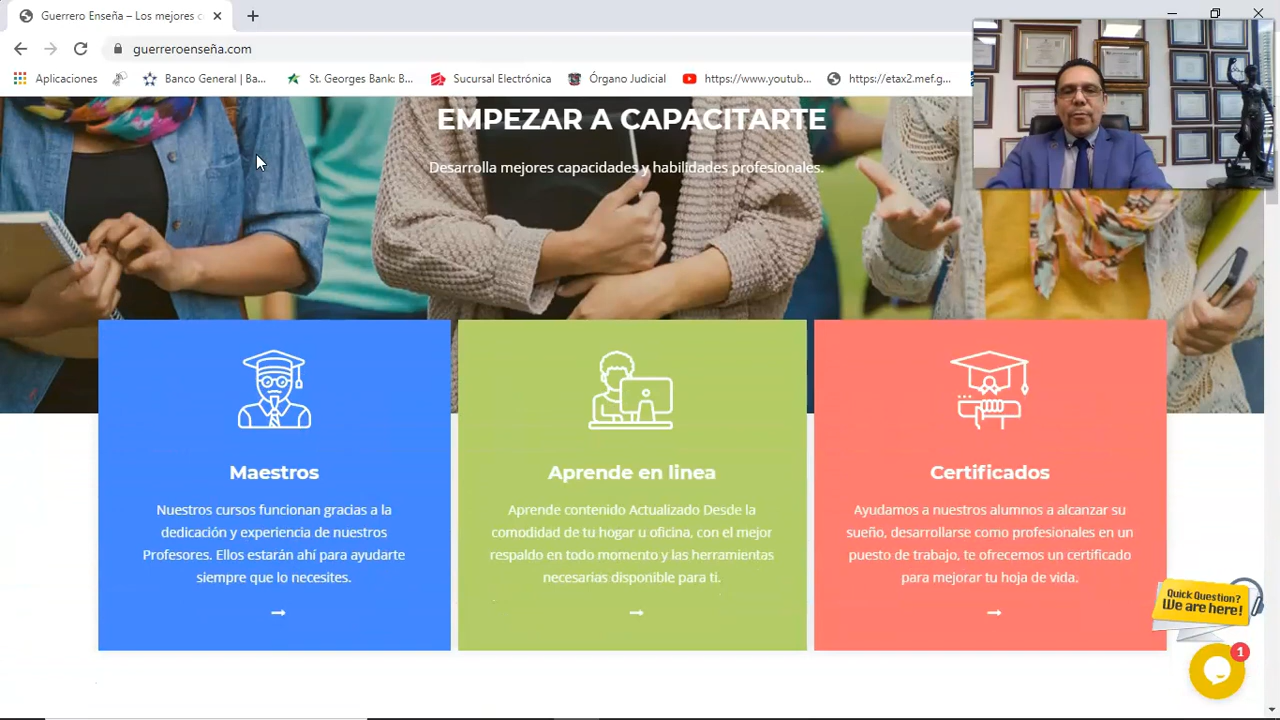 Guerrero Enseña – Los mejores c
guerreroenseña.com
Aplicaciones
Banco General | Ba...
St. Georges Bank: B...
Sucursal Electrónica
Órgano Judicial
https://www.youtub...
https://etax2.mef.g...
EMPEZAR A CAPACITARTE
Desarrolla mejores capacidades y habilidades profesionales.
Maestros
Nuestros cursos funcionan gracias a la
dedicación y experiencia de nuestros
Profesores. Ellos estarán ahí para ayudarte
siempre que lo necesites.
Aprende en linea
Aprende contenido Actualizado Desde la
comodidad de tu hogar u oficina, con el mejor
respaldo en todo momento y las herramientas
necesarias disponible para ti.
Certificados
Ayudamos a nuestros alumnos a alcanzar su
sueño, desarrollarse como profesionales en un
puesto de trabajo, te ofrecemos un certificado
para mejorar tu hoja de vida.
Quick Question?
We are here!
1